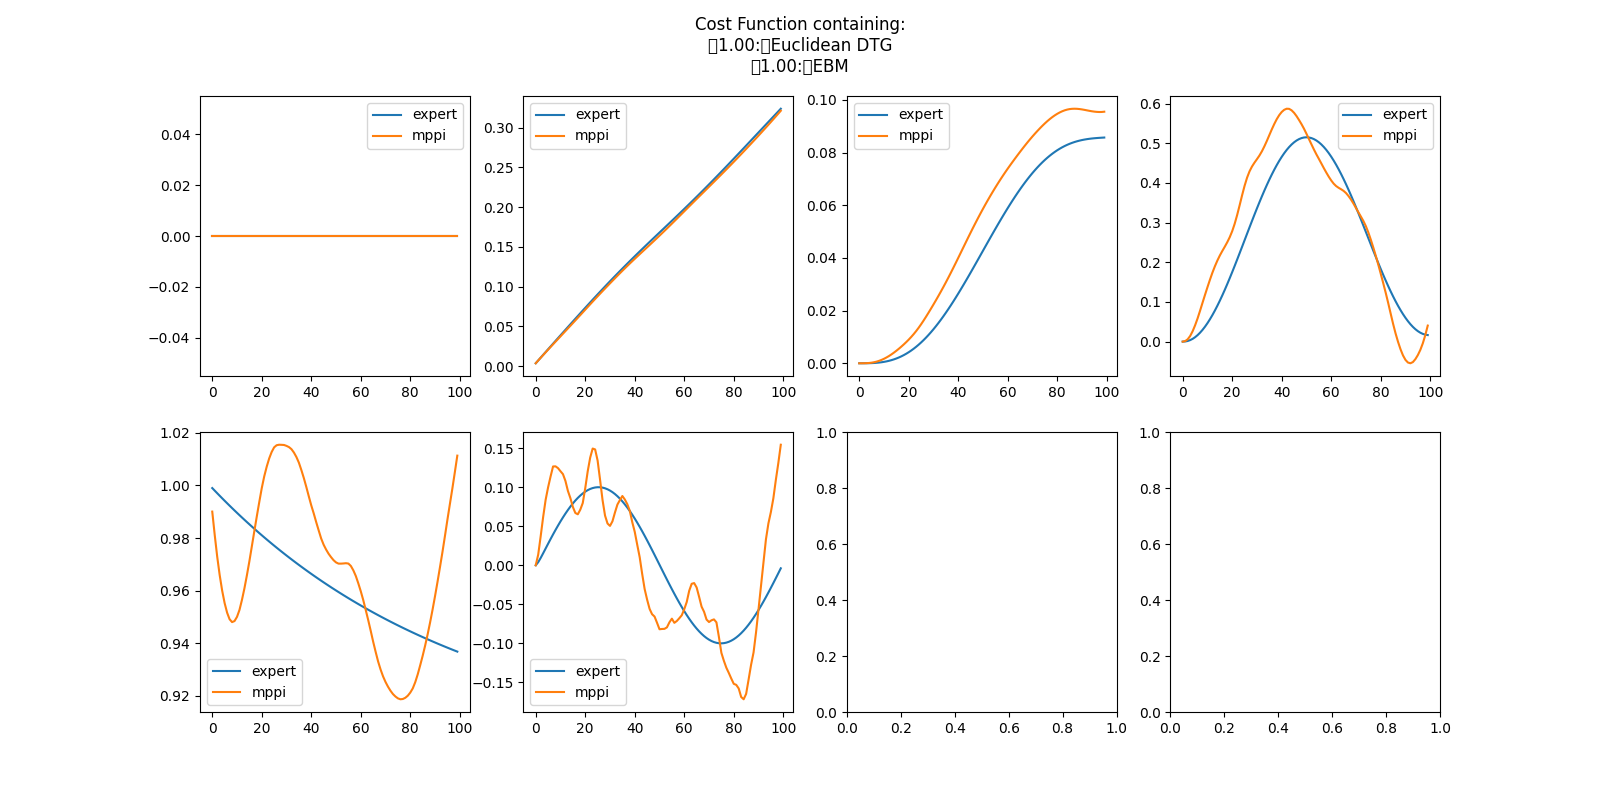 Cost Function containing:
1.00: Euclidean DTG
1.00: EBM
expert
mppi
0.04
0.02
0.00
−0.02
−0.04
0 20 40 60 80 100
expert
mppi
0.30
0.25
0.20
0.15
0.10
0.05
0.00
0 20 40 60 80 100
expert
mppi
0.10
0.08
0.06
0.04
0.02
0.00
0 20 40 60 80 100
expert
mppi
0.6
0.5
0.4
0.3
0.2
0.1
0.0
0 20 40 60 80 100
1.02
1.00
0.98
0.96
0.94
0.92
expert
mppi
0 20 40 60 80 100
0.15
0.10
0.05
0.00
−0.05
−0.10
−0.15
expert
mppi
0 20 40 60 80 100
1.0
0.8
0.6
0.4
0.2
0.0
0.0 0.2 0.4 0.6 0.8 1.0
1.0
0.8
0.6
0.4
0.2
0.0
0.0 0.2 0.4 0.6 0.8 1.0